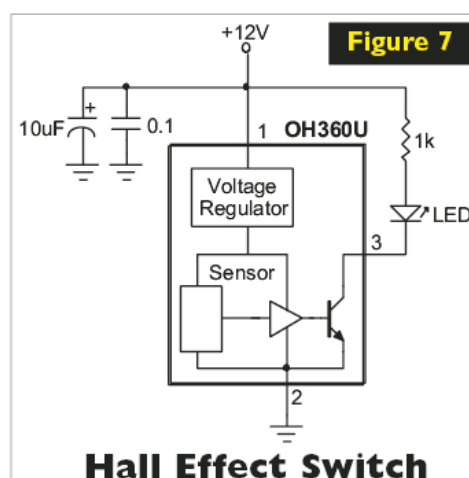 Figure 7
+12V
10uF
+
0.1
1
OH360U
1k
Voltage
Regulator
LED
3
Sensor
2
Hall Effect Switch